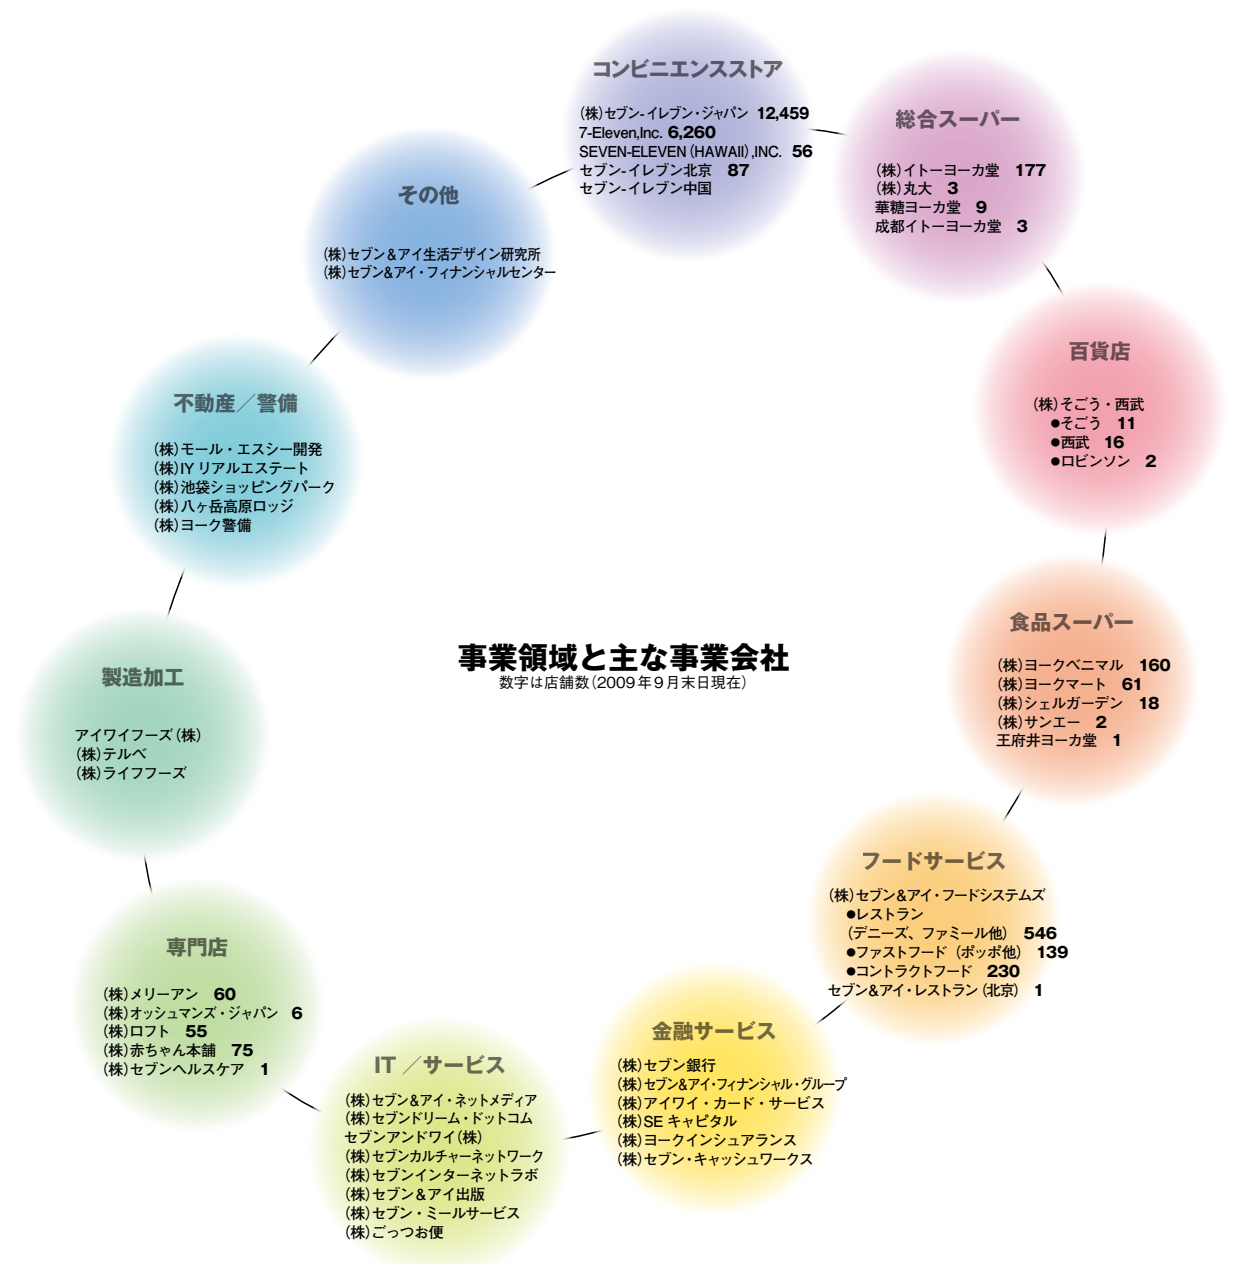 コンビニエンスストア
(株)セブン-イレブン・ジャパン 12,459
7-Eleven,Inc. 6,260
SEVEN-ELEVEN (HAWAII),INC. 56
セブン-イレブン北京 87
セブン-イレブン中国
総合スーパー
(株)イトーヨーカ堂 177
(株)丸大 3
華糖ヨーカ堂 9
成都イトーヨーカ堂 3
百貨店
(株)そごう・西武
●そごう 11
●西武 16
●ロビンソン 2
食品スーパー
(株)ヨークベニマル 160
(株)ヨークマート 61
(株)シェルガーデン 18
(株)サンエー 2
王府井ヨーカ堂 1
フードサービス
(株)セブン&アイ・フードシステムズ
●レストラン
(デニーズ、ファミール他) 546
●ファストフード(ポッポ他) 139
●コントラクトフード 230
セブン&アイ・レストラン(北京) 1
金融サービス
(株)セブン銀行
(株)セブン&アイ・フィナンシャル・グループ
(株)アイワイ・カード・サービス
(株)SEキャピタル
(株)ヨークインシュアランス
(株)セブン・キャッシュワークス
IT/サービス
(株)セブン&アイ・ネットメディア
(株)セブンドリーム・ドットコム
セブンアンドワイ(株)
(株)セブンカルチャーネットワーク
(株)セブンインターネットラボ
(株)セブン&アイ出版
(株)セブン・ミールサービス
(株)ごっつお便
専門店
(株)メリーアン 60
(株)オッシュマンズ・ジャパン 6
(株)ロフト 55
(株)赤ちゃん本舗 75
(株)セブンヘルスケア 1
製造加工
アイワイフーズ(株)
(株)テルベ
(株)ライフフーズ
不動産/警備
(株)モール・エスシー開発
(株)IYリアルエステート
(株)池袋ショッピングパーク
(株)八ヶ岳高原ロッジ
(株)ヨーク警備
その他
(株)セブン&アイ生活デザイン研究所
(株)セブン&アイ・フィナンシャルセンター
事業領域と主な事業会社
数字は店舗数(2009年9月末日現在)